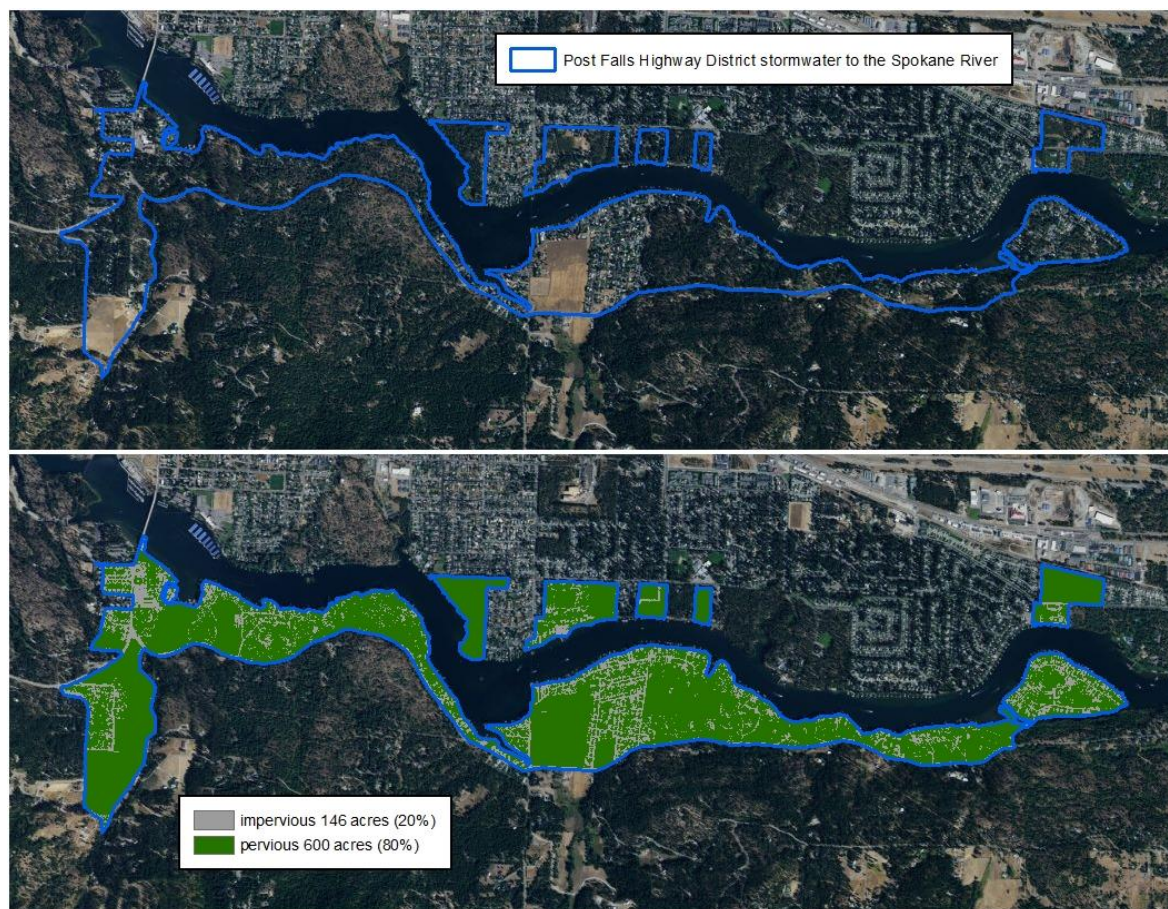 Post Falls Highway District stormwater to the Spokane River
impervious 146 acres (20%)
pervious 600 acres (80%)